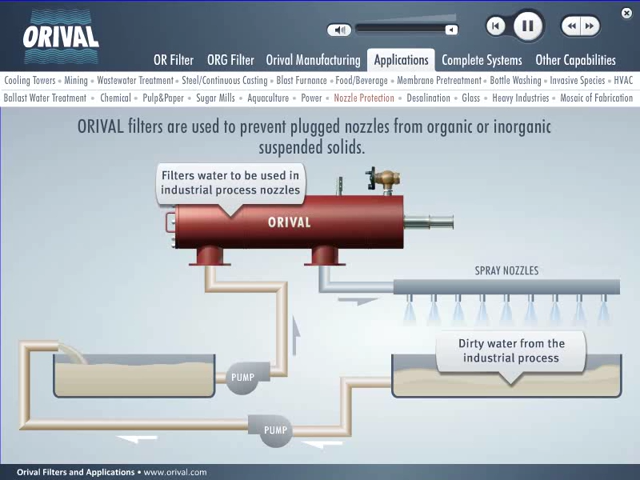 ORIVAL
OR Filter ORG Filter Orival Manufacturing Applications Complete Systems Other Capabilities
Cooling Towers • Mining • Wastewater Treatment • Steel/Continuous Casting • Blast Furnance • Food/Beverage • Membrane Pretreatment • Bottle Washing • Invasive Species • HVAC
Ballast Water Treatment • Chemical • Pulp&Paper • Sugar Mills • Aquaculture • Power • Nozzle Protection • Desalination • Glass • Heavy Industries • Mosaic of Fabrication
ORIVAL filters are used to prevent plugged nozzles from organic or inorganic
suspended solids.
Filters water to be used in
industrial process nozzles
ORIVAL
SPRAY NOZZLES
Dirty water from the
industrial process
PUMP
PUMP
Orival Filters and Applications • www.orival.com